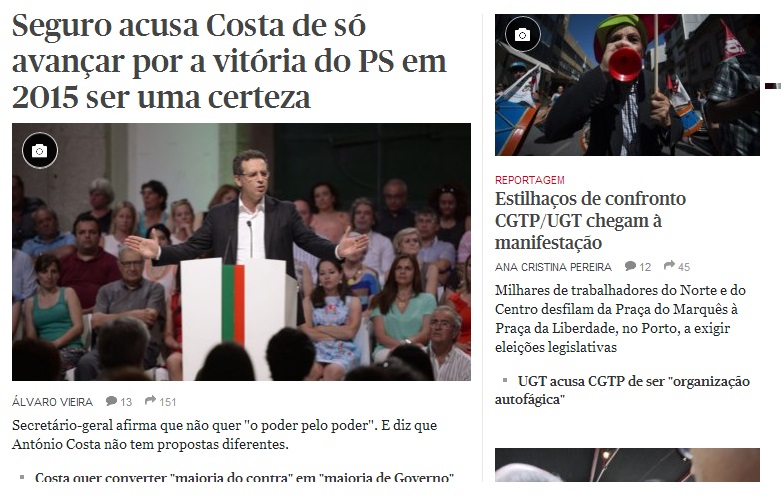 Seguro acusa Costa de só
avançar por a vitória do PS em
2015 ser uma certeza
ÁLVARO VIEIRA 13 151
Secretário-geral afirma que não quer "o poder pelo poder". E diz que
António Costa não tem propostas diferentes.
Costa quer converter "maioria do contra" em "maioria de Governo"
REPORTAGEM
Estilhaços de confronto
CGTP/UGT chegam à
manifestação
ANA CRISTINA PEREIRA 12 45
Milhares de trabalhadores do Norte e do
Centro desfilam da Praça do Marquês à
Praça da Liberdade, no Porto, a exigir
eleições legislativas
UGT acusa CGTP de ser "organização
autofágica"